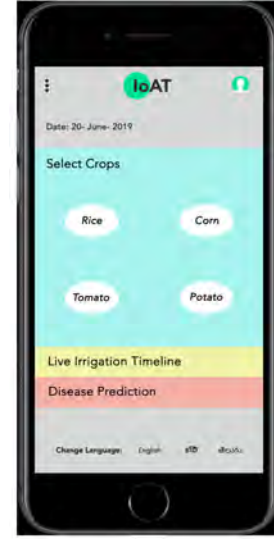 IoAT
Date: 20- June- 2019
Select Crops
Rice Corn
Tomato Potato
Live Irrigation Timeline
Disease Prediction
Change Language: English